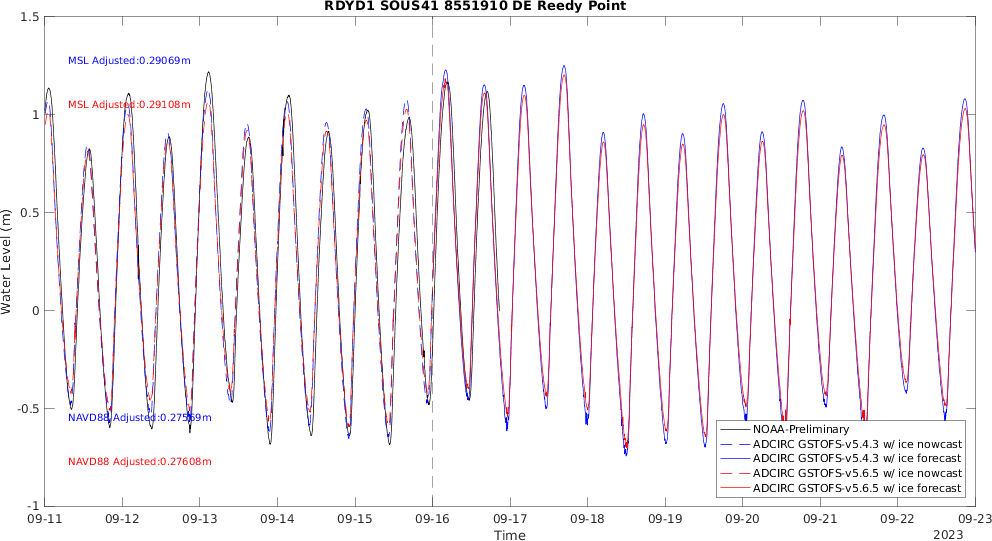 RDYD1 SOUS41 8551910 DE Reedy Point
1.5
1
0.5
0
-0.5
-1
Water Level (m)
MSL Adjusted:0.29069m
MSL Adjusted:0.29108m
NAVD88 Adjusted:0.27569m
NAVD88 Adjusted:0.27608m
NOAA-Preliminary
ADCIRC GSTOFS-v5.4.3 w/ ice nowcast
ADCIRC GSTOFS-v5.4.3 w/ ice forecast
ADCIRC GSTOFS-v5.6.5 w/ ice nowcast
ADCIRC GSTOFS-v5.6.5 w/ ice forecast
09-11 09-12 09-13 09-14 09-15 09-16 09-17 09-18 09-19 09-20 09-21 09-22 09-23
Time
2023